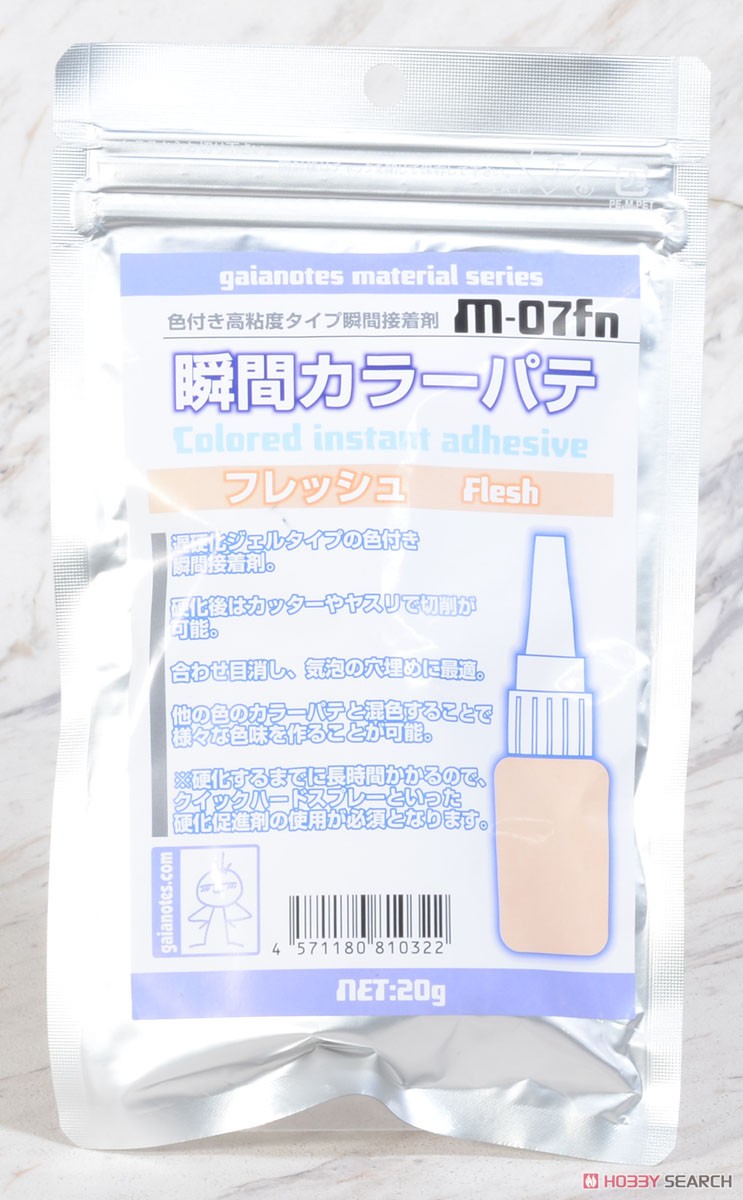 PE.M.PET
gaianotes material series
色付き高粘度タイプ瞬間接着剤 M-07fn
瞬間カラーパテ
Colored instant adhesive
フレッシュ Flesh
湿硬化ジェルタイプの色付き
瞬間接着剤。
硬化後はカッターやヤスリで切削が
可能。
合わせ目消し、気泡の穴埋めに最適。
他の色のカラーパテと混色することで
様々な色味を作ることが可能。
※硬化するまでに長時間かかるので、
クイックハードスプレーといった
硬化促進剤の使用が必須となります。
gaianotes.com
4 571180 810322
NET:20g
HOBBY SEARCH